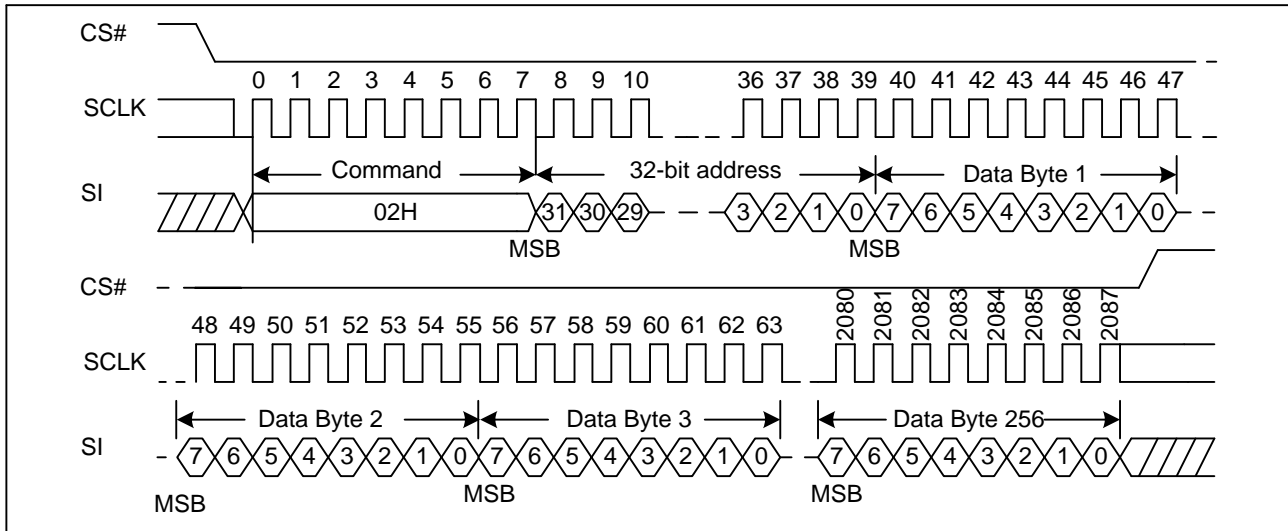 CS#
0 1 2 3 4 5 6 7 8 9 10 36 37 38 39 40 41 42 43 44 45 46 47
SCLK
Command 32-bit address Data Byte 1
SI
02H 31 30 29 3 2 1 0 7 6 5 4 3 2 1 0
MSB MSB
CS#
48 49 50 51 52 53 54 55 56 57 58 59 60 61 62 63 2080 2081 2082 2083 2084 2085 2086 2087
SCLK
Data Byte 2 Data Byte 3 Data Byte 256
SI
7 6 5 4 3 2 1 0 7 6 5 4 3 2 1 0 7 6 5 4 3 2 1 0
MSB MSB MSB